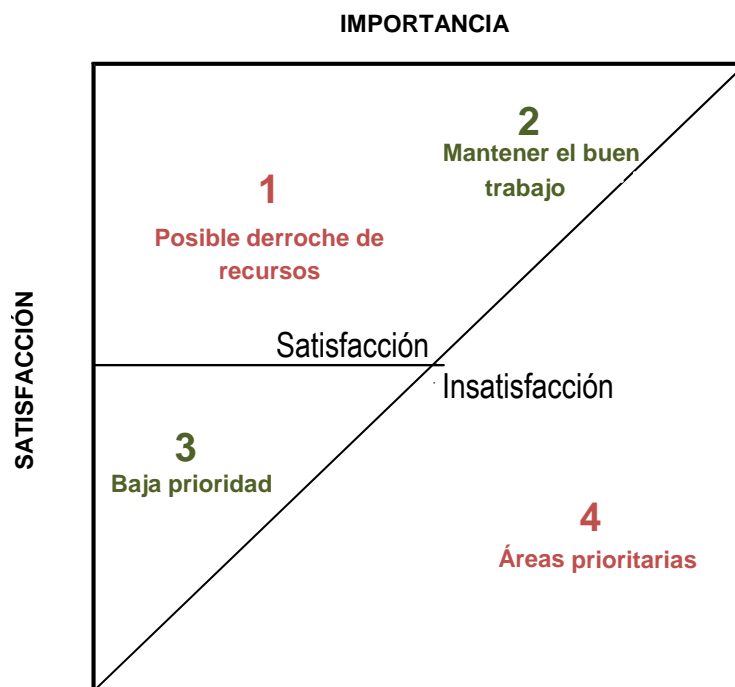 IMPORTANCIA
2
Mantener el buen
trabajo
1
Posible derroche de
recursos
SATISFACCIÓN
Satisfacción
Insatisfacción
3
Baja prioridad
4
Áreas prioritarias